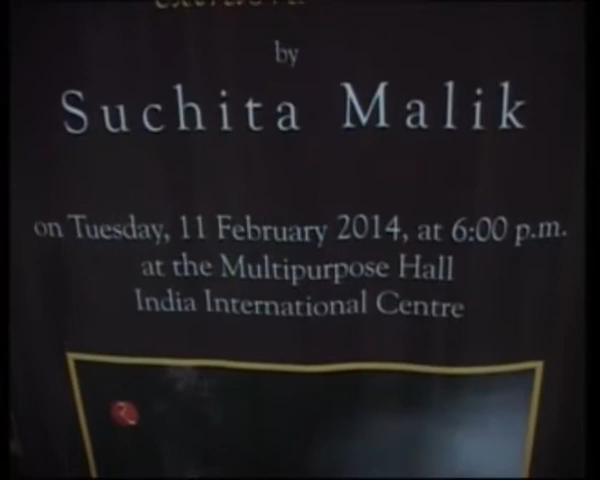 by
Suchita Malik
on Tuesday, 11 February 2014, at 6:00 p.m.
at the Multipurpose Hall
India International Centre